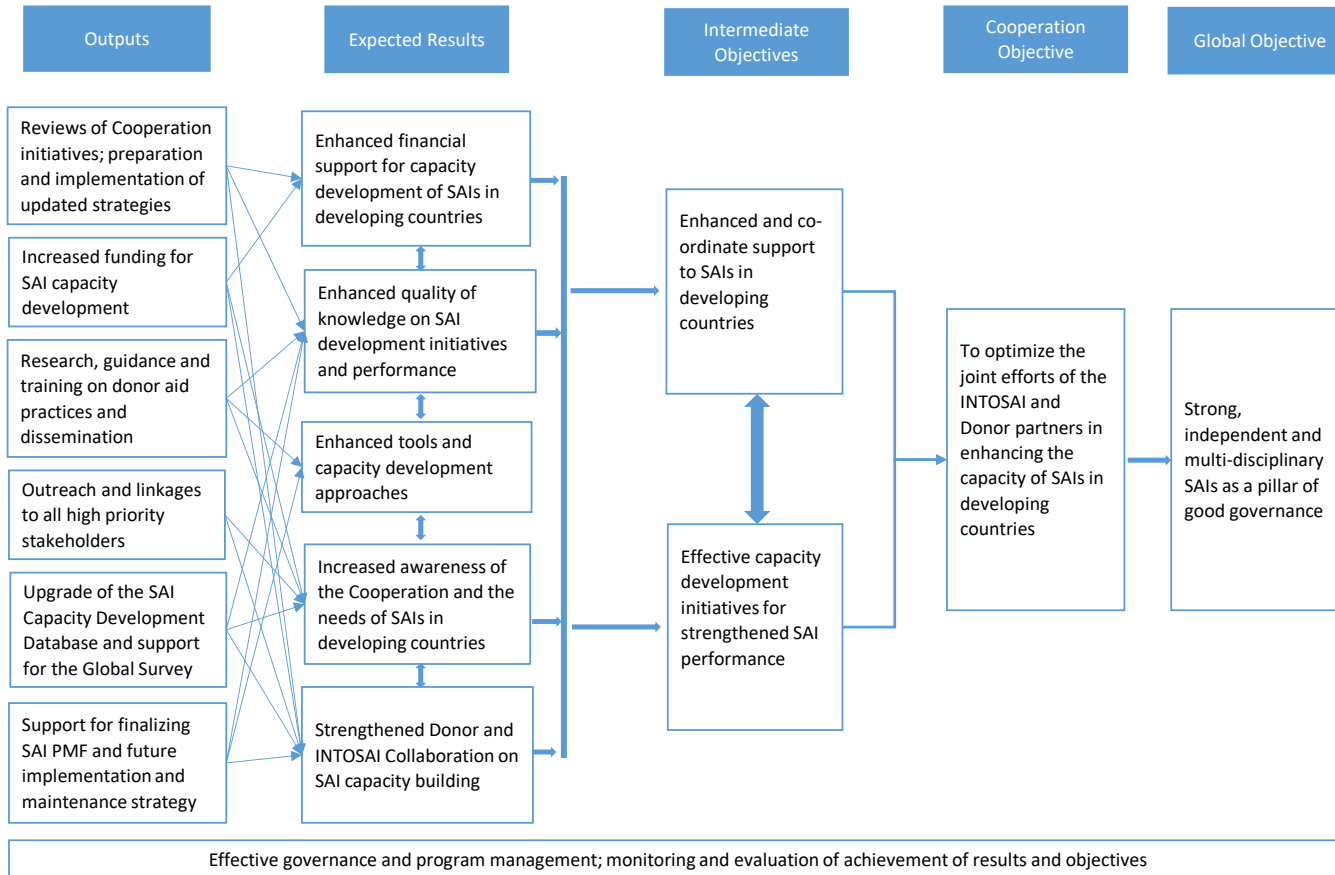 Outputs
Expected Results
Intermediate
Objectives
Cooperation
Objective
Global Objective
Reviews of Cooperation
initiatives; preparation
and implementation of
updated strategies
Increased funding for
SAI capacity
development
Research, guidance and
training on donor aid
practices and
dissemination
Outreach and linkages
to all high priority
stakeholders
Upgrade of the SAI
Capacity Development
Database and support
for the Global Survey
Support for finalizing
SAI PMF and future
implementation and
maintenance strategy
Enhanced financial
support for capacity
development of SAIs in
developing countries
Enhanced quality of
knowledge on SAI
development initiatives
and performance
Enhanced tools and
capacity development
approaches
Increased awareness of
the Cooperation and the
needs of SAIs in
developing countries
Strengthened Donor and
INTOSAI Collaboration on
SAI capacity building
Enhanced and co-
ordinate support to
SAIs in
developing
countries
Effective capacity
development
initiatives for
strengthened SAI
performance
To optimize the
joint efforts of the
INTOSAI and
Donor partners in
enhancing the
capacity of SAIs in
developing
countries
Strong,
independent and
multi-disciplinary
SAIs as a pillar of
good governance
Effective governance and program management; monitoring and evaluation of achievement of results and objectives